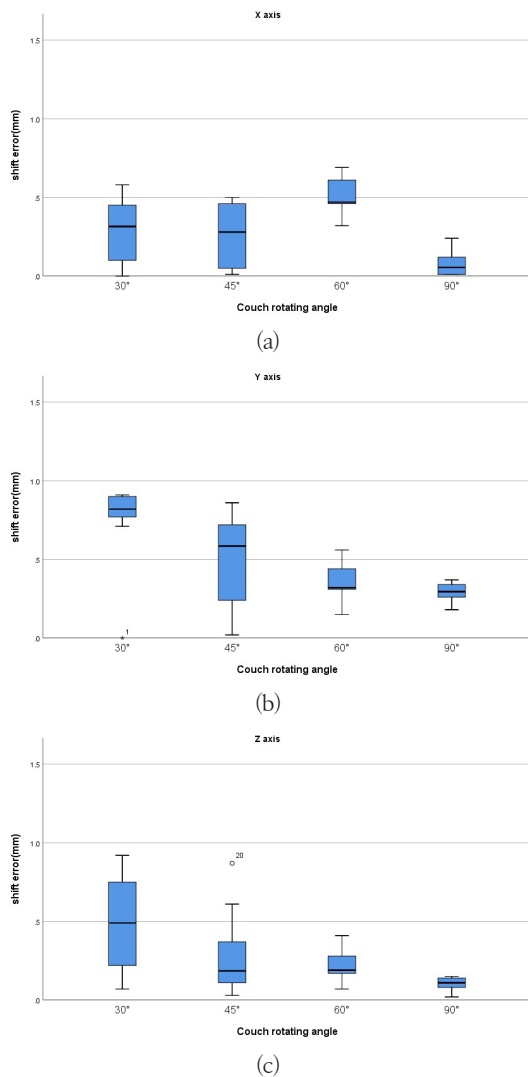 X axis
1.5
1.0
.5
.0
shift error(mm)
30° 45° 60° 90°
Couch rotating angle
(a)
Y axis
1.5
1.0
.5
.0
shift error(mm)
* 1
30° 45° 60° 90°
Couch rotating angle
(b)
Z axis
1.5
1.0
.5
.0
shift error(mm)
20
30° 45° 60° 90°
Couch rotating angle
(c)